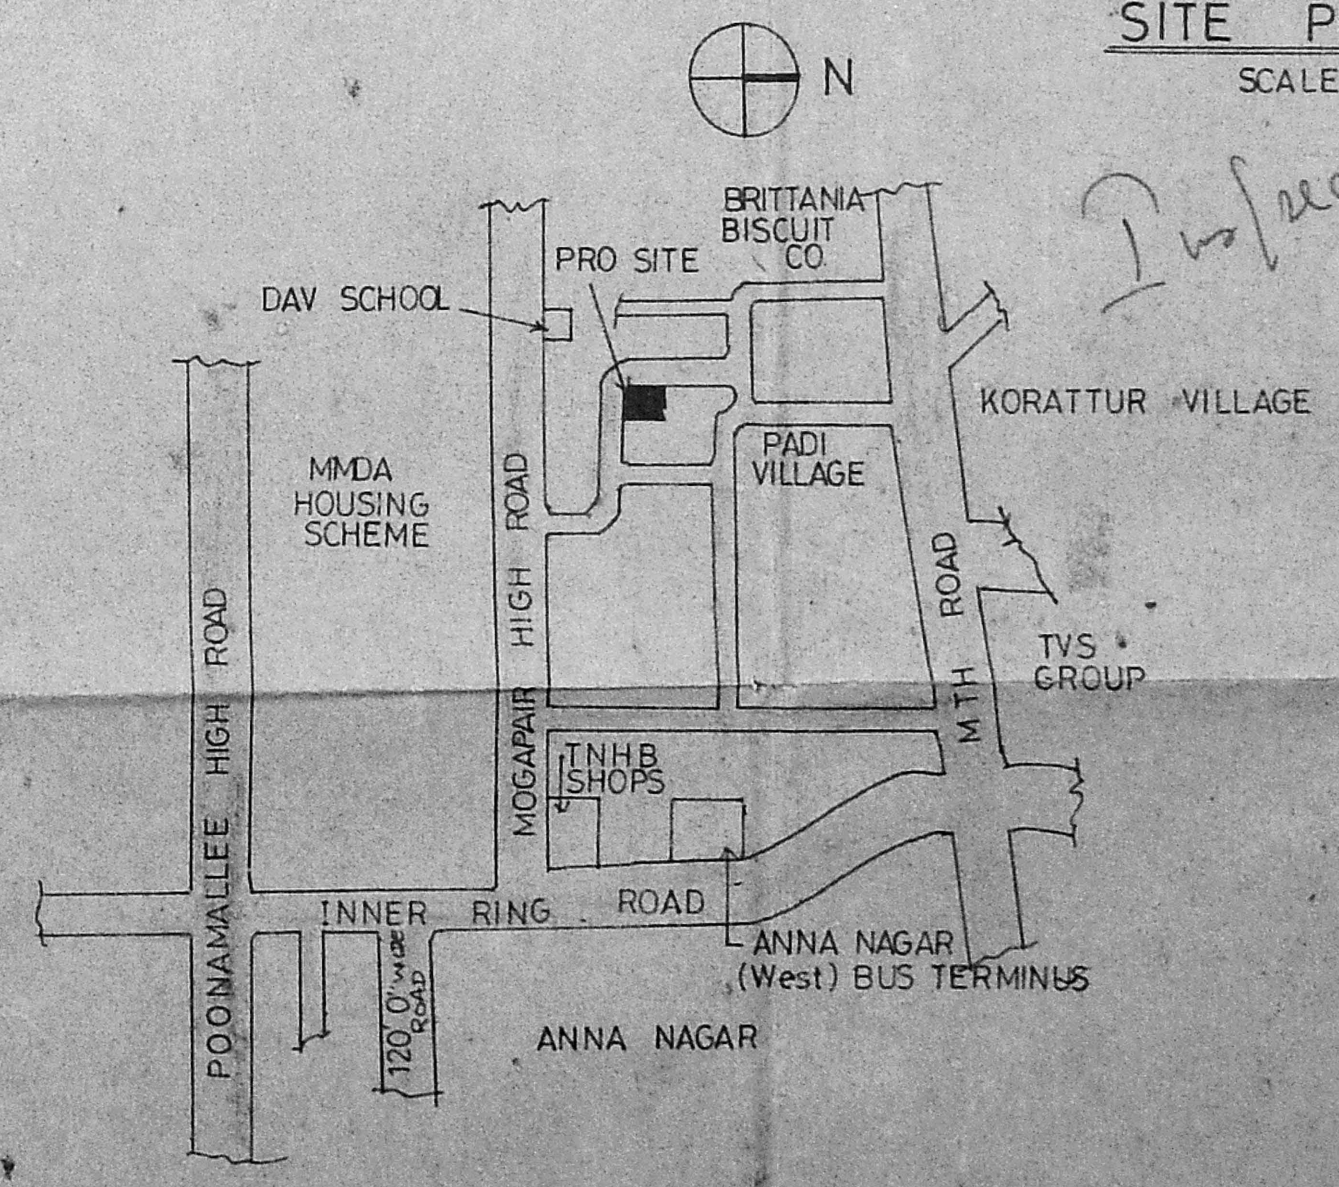 SITE P
SCALE
N
BRITTANIA
BISCUIT
CO
PRO SITE
DAV SCHOOL
KORATTUR VILLAGE
PADI
VILLAGE
MMDA
HOUSING
SCHEME
MOGAPAIR HIGH ROAD
MTH ROAD
POONAMALLEE HIGH ROAD
TVS
GROUP
TNHB
SHOPS
INNER RING ROAD
ANNA NAGAR
(West) BUS TERMINUS
120' 0" WIDE
ROAD
ANNA NAGAR